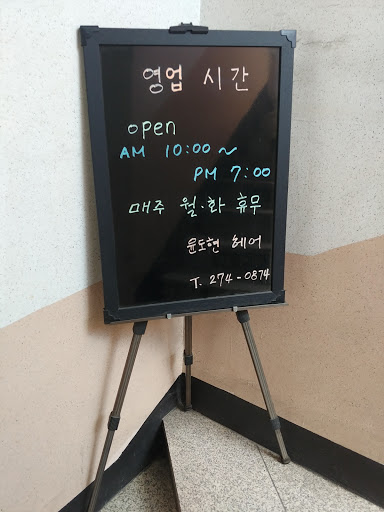 영업 시간
open
AM 10:00 ~
PM 7:00
매주 월·화 휴무
윤도현 헤어
T. 274-0874